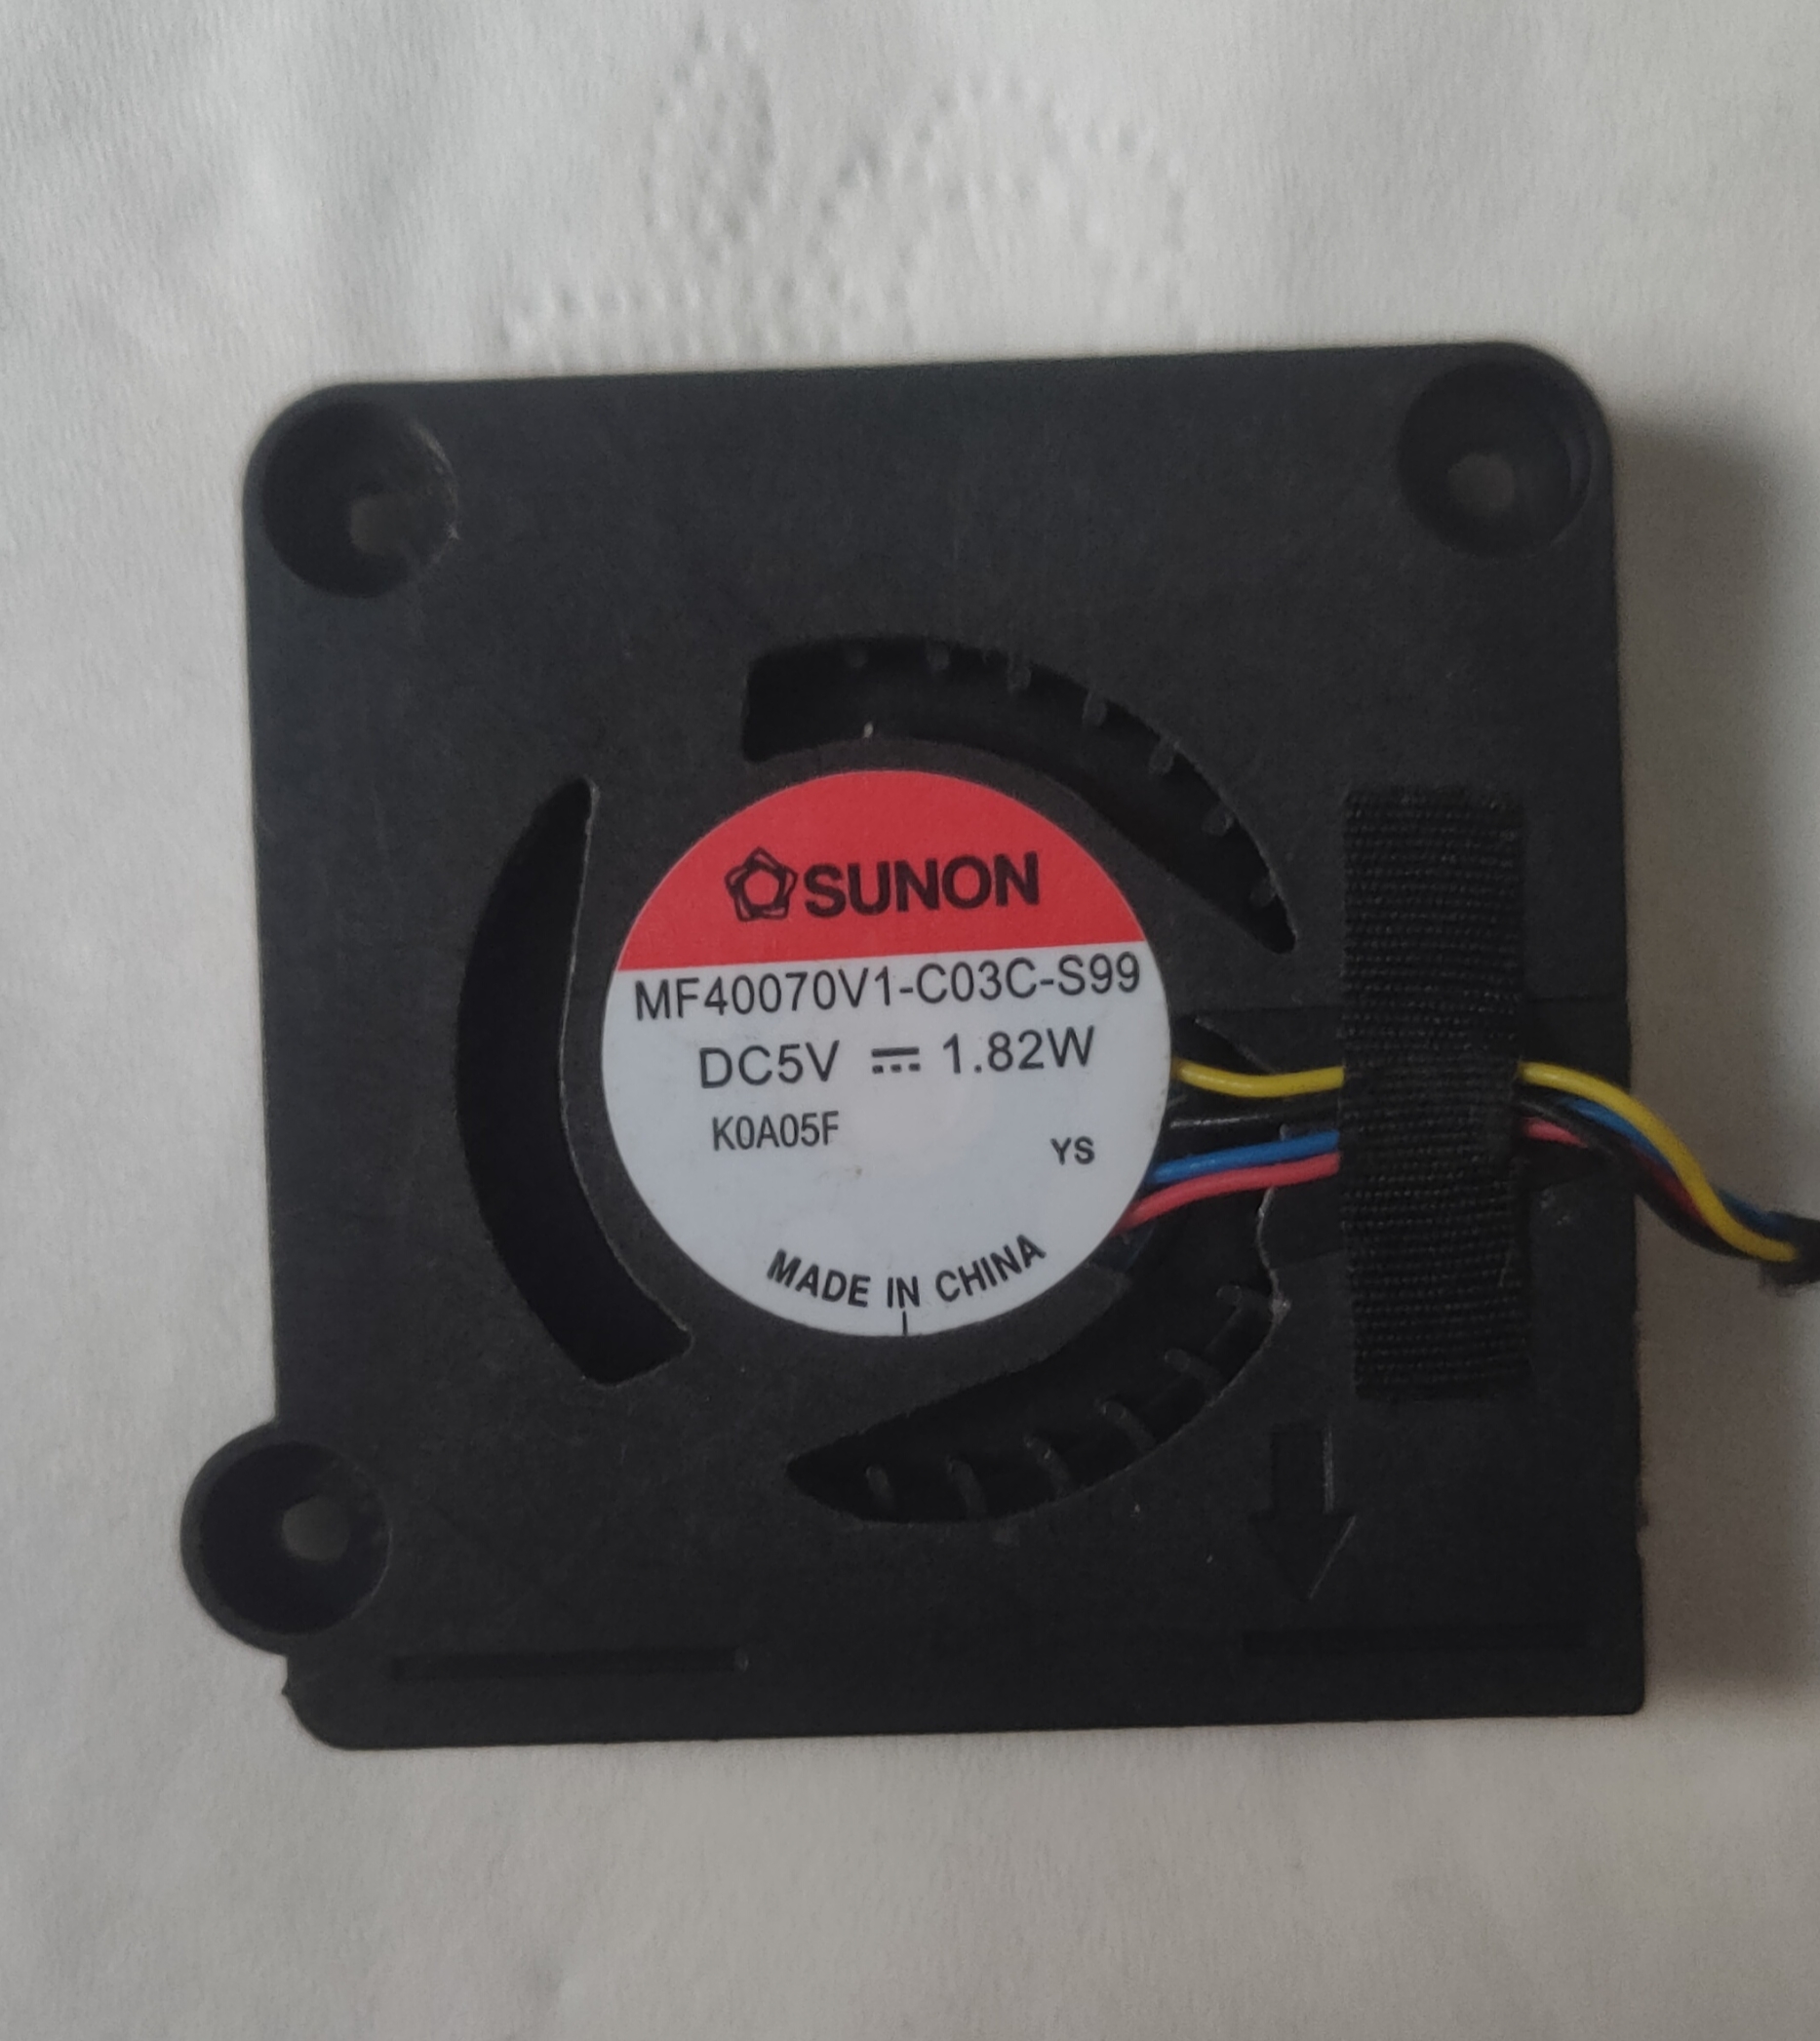 SUNON
MF40070V1-C03C-S99
DC5V ⎓ 1.82W
K0A05F
YS
MADE IN CHINA